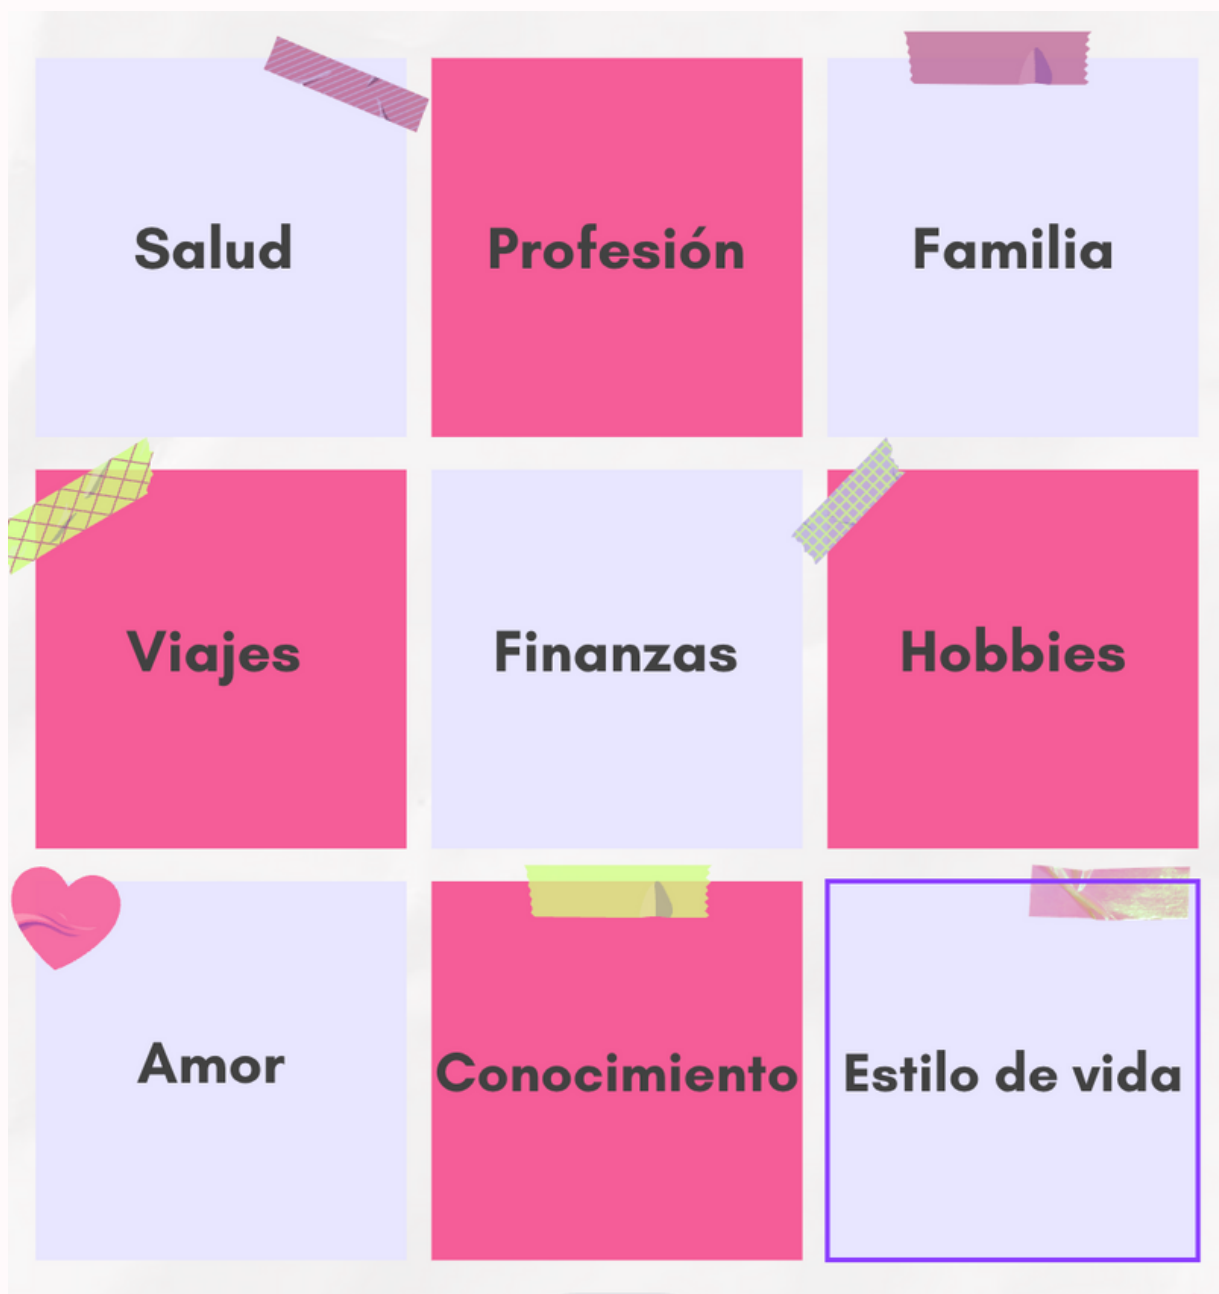 Salud
Profesión
Familia
Viajes
Finanzas
Hobbies
Amor
Conocimiento
Estilo de vida